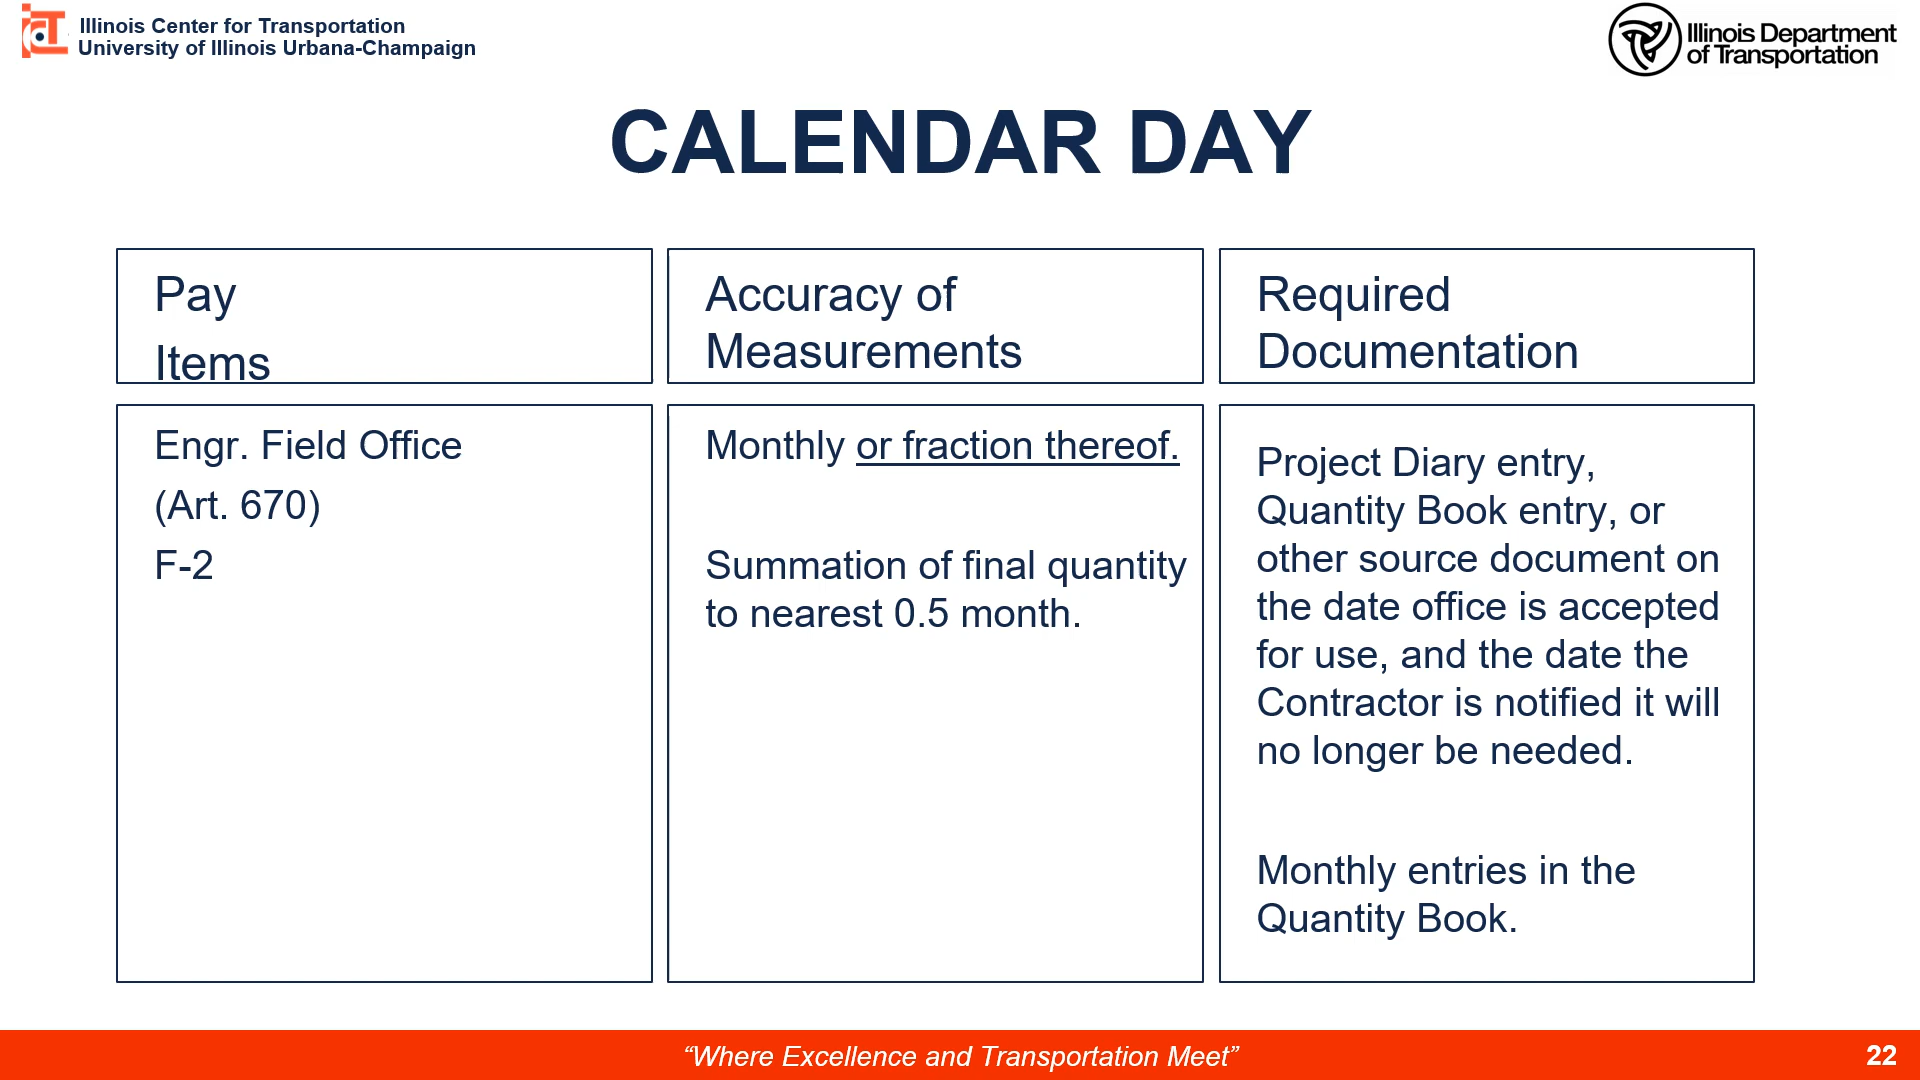 Illinois Center for Transportation
University of Illinois Urbana-Champaign
Illinois Department
of Transportation
CALENDAR DAY
Pay
Items
Accuracy of
Measurements
Required
Documentation
Engr. Field Office
(Art. 670)
F-2
Monthly or fraction thereof.
Summation of final quantity
to nearest 0.5 month.
Project Diary entry,
Quantity Book entry, or
other source document on
the date office is accepted
for use, and the date the
Contractor is notified it will
no longer be needed.
Monthly entries in the
Quantity Book.
“Where Excellence and Transportation Meet”
22